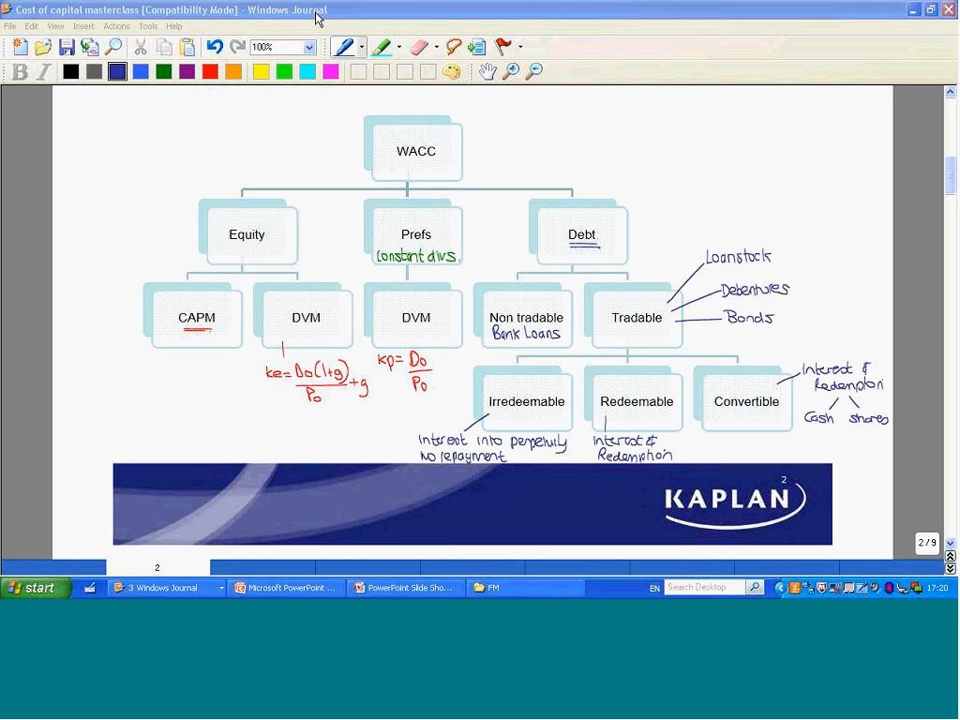 Cost of capital masterclass [Compatibility Mode] - Windows Journal
File Edit View Insert Actions Tools Help
100%
B I
WACC
Equity Prefs Debt
constant divs.
Loanstock
Debentures
Bonds
CAPM DVM DVM Non tradable Tradable
Bank Loans
ke = D0(1+g) / P0 + g
kp = D0 / P0
Irredeemable Redeemable Convertible
Interest &
Redemption
Cash shares
Interest into perpetuity
No repayment
Interest &
Redemption
KAPLAN
2
2 / 9
2
start 3 Windows Journal Microsoft PowerPoint ... PowerPoint Slide Sho... FM EN Search Desktop 17:20